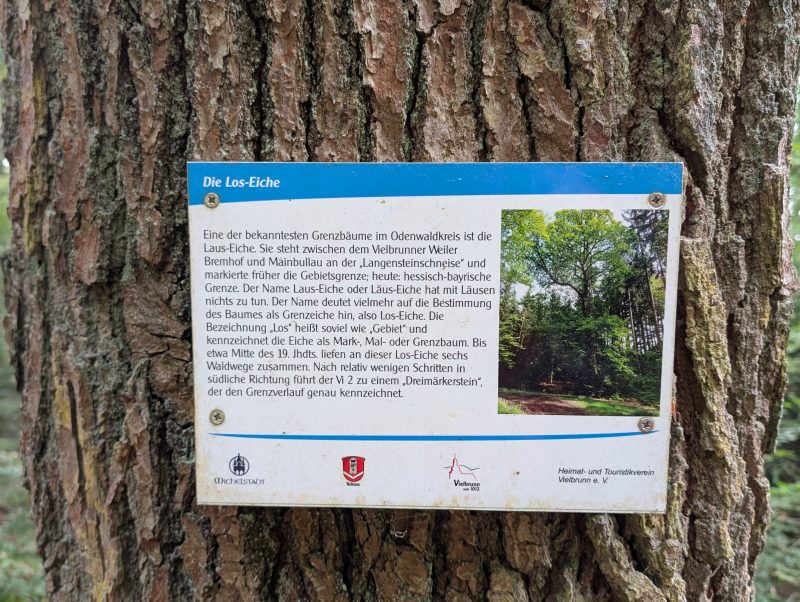 Die Los-Eiche
Eine der bekanntesten Grenzbäume im Odenwaldkreis ist die
Laus-Eiche. Sie steht zwischen dem Vielbrunner Weiler
Bremhof und Mainbullau an der „Langensteinschneise" und
markierte früher die Gebietsgrenze; heute: hessisch-bayrische
Grenze. Der Name Laus-Eiche oder Läus-Eiche hat mit Läusen
nichts zu tun. Der Name deutet vielmehr auf die Bestimmung
des Baumes als Grenzeiche hin, also Los-Eiche. Die
Bezeichnung „Los" heißt soviel wie „Gebiet" und
kennzeichnet die Eiche als Mark-, Mal- oder Grenzbaum. Bis
etwa Mitte des 19. Jhdts. liefen an dieser Los-Eiche sechs
Waldwege zusammen. Nach relativ wenigen Schritten in
südliche Richtung führt der Vi 2 zu einem „Dreimärkerstein",
der den Grenzverlauf genau kennzeichnet.
Michelstadt
Vielbrunn
seit 1012
Heimat- und Touristikverein
Vielbrunn e. V.